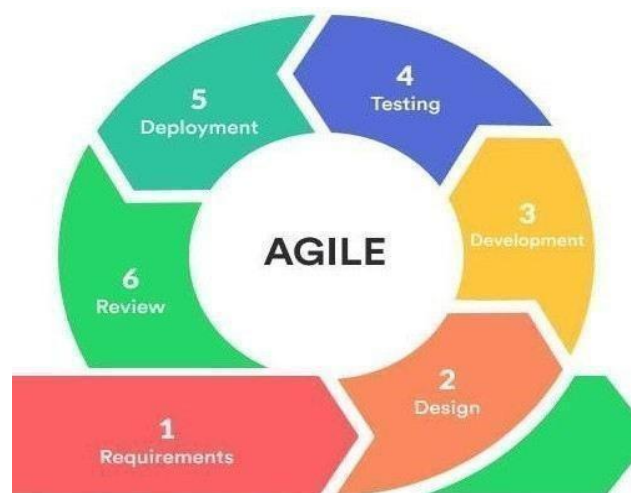 4
Testing
5
Deployment
3
Development
AGILE
6
Review
2
Design
1
Requirements